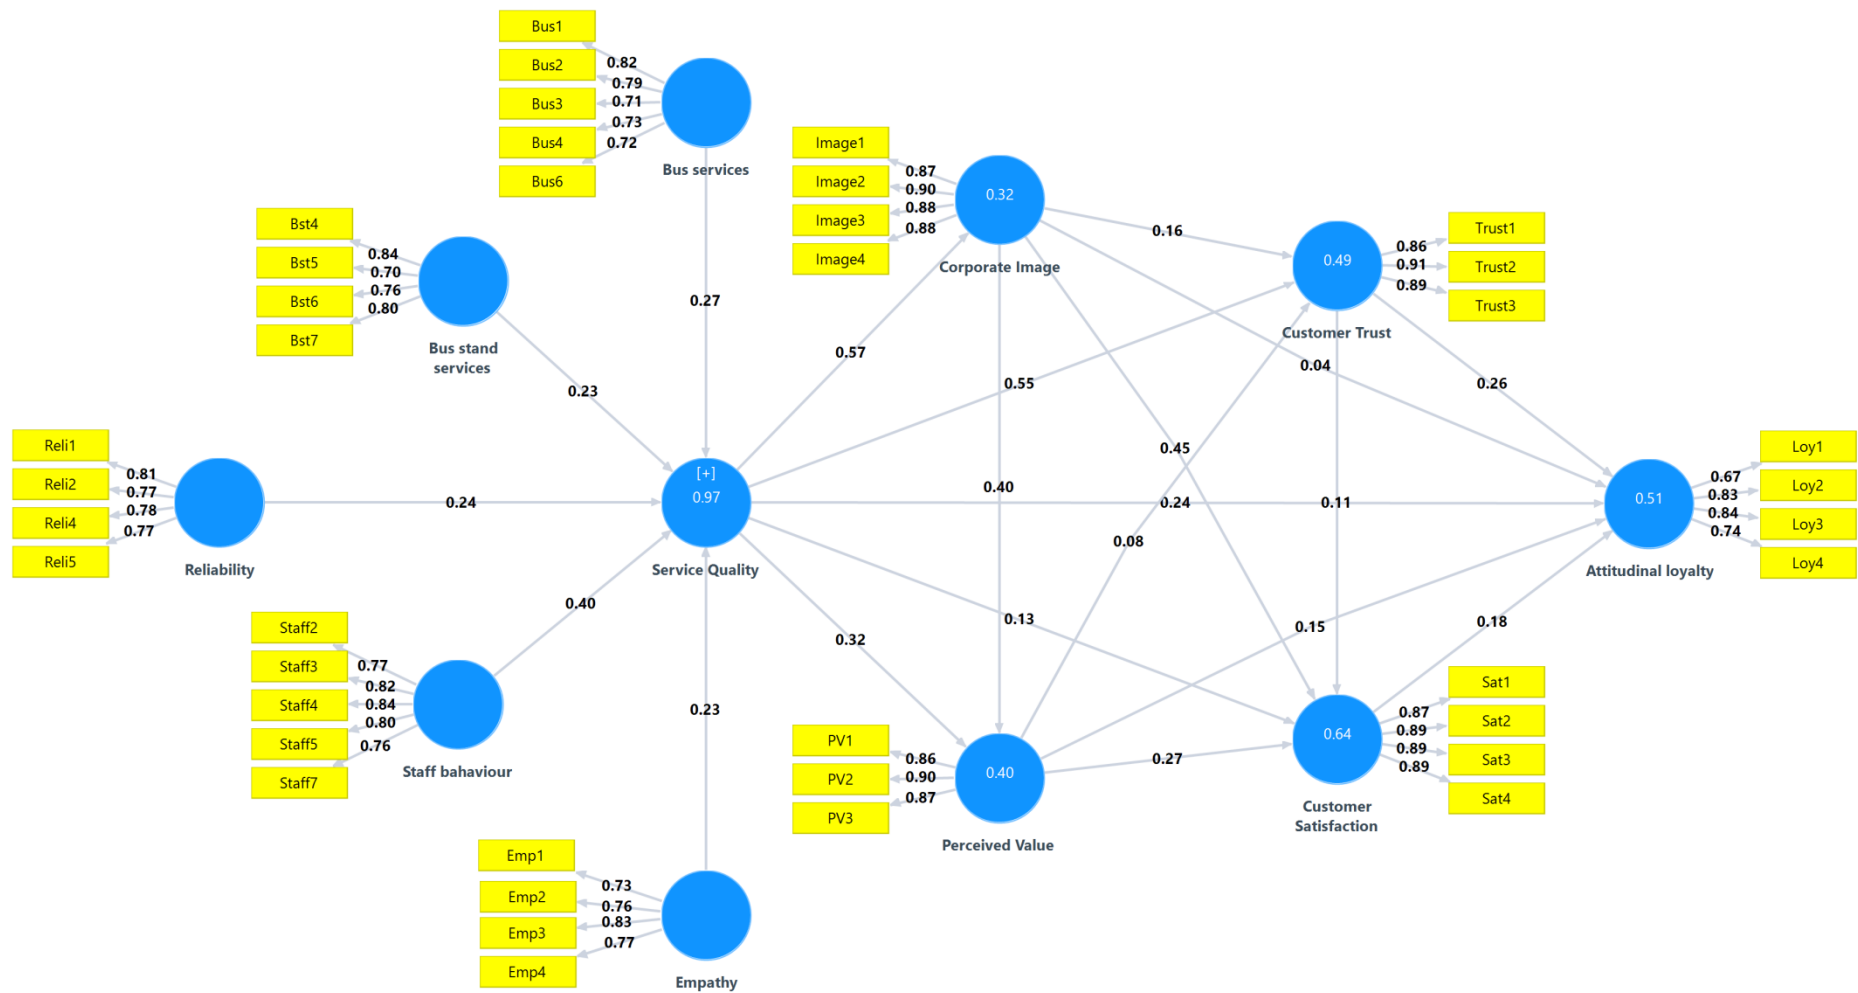 Bus1
Bus2
Bus3
Bus4
Bus6
0.82
0.79
0.71
0.73
0.72
Bus services
Bst4
Bst5
Bst6
Bst7
0.84
0.70
0.76
0.80
Bus stand
services
Reli1
Reli2
Reli4
Reli5
0.81
0.77
0.78
0.77
Reliability
Staff2
Staff3
Staff4
Staff5
Staff7
0.77
0.82
0.84
0.80
0.76
Staff bahaviour
Emp1
Emp2
Emp3
Emp4
0.73
0.76
0.83
0.77
Empathy
0.27
0.23
0.24
0.40
0.23
[+]
0.97
Service Quality
Image1
Image2
Image3
Image4
0.87
0.90
0.88
0.88
0.32
Corporate Image
0.57
0.55
0.40
0.24
0.32
0.13
0.16
0.04
0.45
0.08
0.11
0.15
0.27
0.26
0.18
PV1
PV2
PV3
0.86
0.90
0.87
0.40
Perceived Value
0.49
Customer Trust
0.86
0.91
0.89
Trust1
Trust2
Trust3
0.64
Customer
Satisfaction
0.87
0.89
0.89
0.89
Sat1
Sat2
Sat3
Sat4
0.51
Attitudinal loyalty
0.67
0.83
0.84
0.74
Loy1
Loy2
Loy3
Loy4